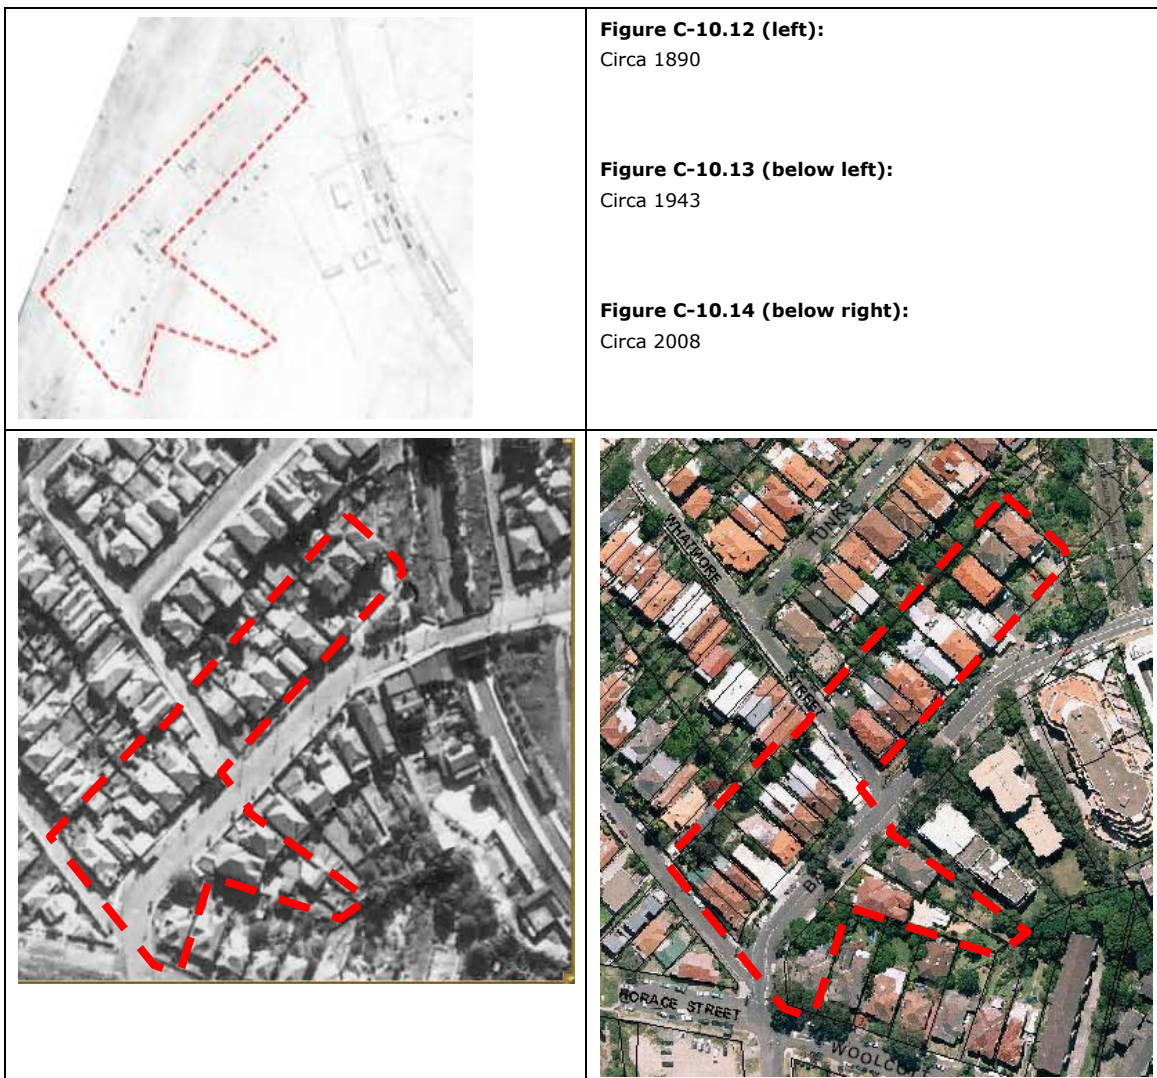 Figure C-10.12 (left):
Circa 1890
Figure C-10.13 (below left):
Circa 1943
Figure C-10.14 (below right):
Circa 2008
WHATMORE
STREET
TUNKS
HORACE STREET